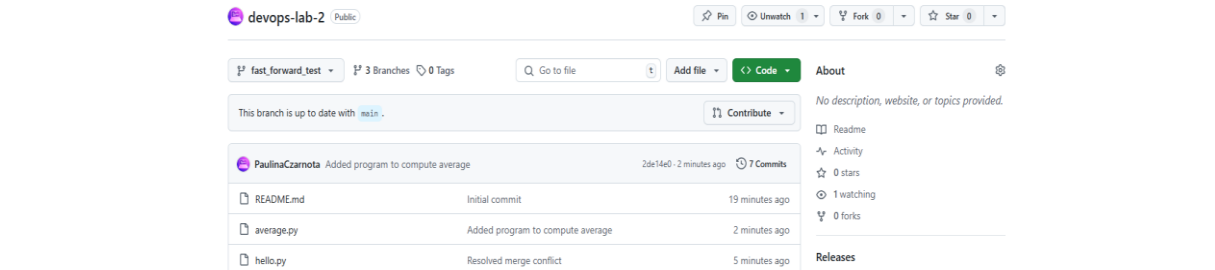 devops-lab-2 Public Pin Unwatch 1 Fork 0 Star 0
fast_forward_test 3 Branches 0 Tags Go to file t Add file <> Code
This branch is up to date with main. Contribute
PaulinaCzarnota Added program to compute average 2de14e0 · 2 minutes ago 7 Commits
README.md Initial commit 19 minutes ago
average.py Added program to compute average 2 minutes ago
hello.py Resolved merge conflict 5 minutes ago
About
No description, website, or topics provided.
Readme
Activity
0 stars
1 watching
0 forks
Releases